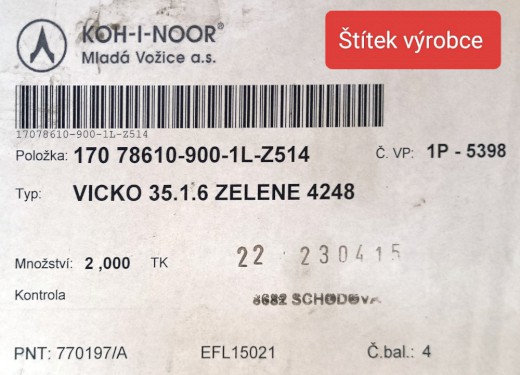 KOH-I-NOOR®
Mladá Vožice a.s.
Štítek výrobce
17078610-900-1L-Z514
Položka: 170 78610-900-1L-Z514 Č. VP: 1P - 5398
Typ: VICKO 35.1.6 ZELENE 4248
Množství: 2 ,000 TK 22 230415
Kontrola SCHODOVA
PNT: 770197/A EFL15021 Č.bal.: 4